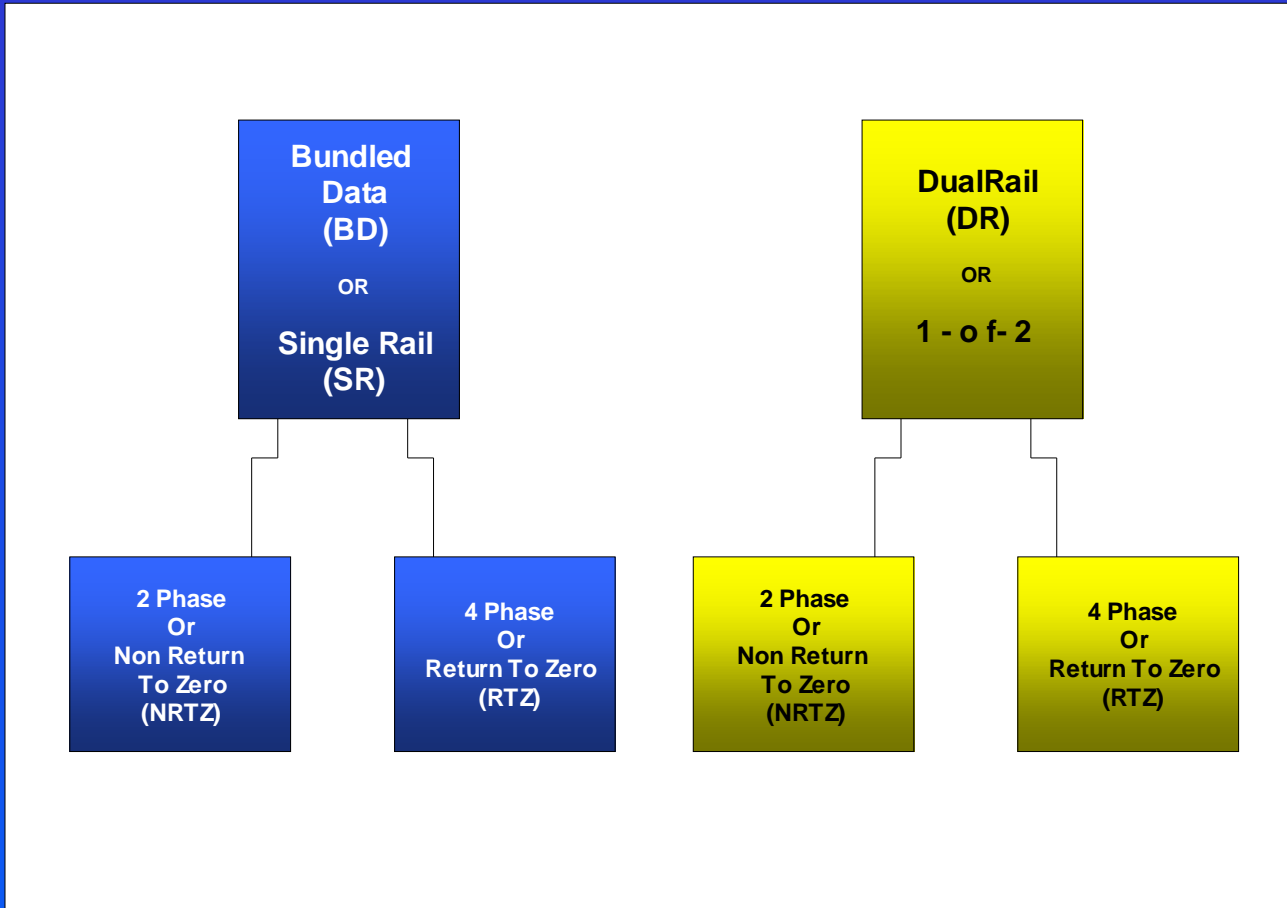 Bundled
Data
(BD)
OR
Single Rail
(SR)
DualRail
(DR)
OR
1 - o f- 2
2 Phase
Or
Non Return
To Zero
(NRTZ)
4 Phase
Or
Return To Zero
(RTZ)
2 Phase
Or
Non Return
To Zero
(NRTZ)
4 Phase
Or
Return To Zero
(RTZ)